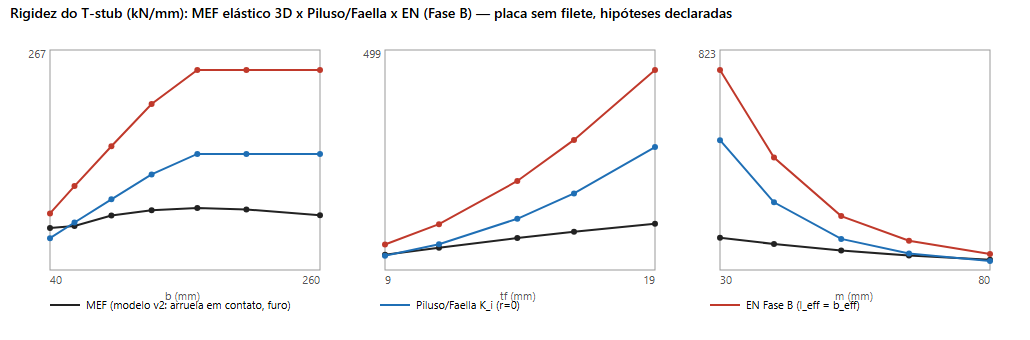 Rigidez do T-stub (kN/mm): MEF elástico 3D x Piluso/Faella x EN (Fase B) — placa sem filete, hipóteses declaradas
267
499
823
40
260
9
19
30
80
b (mm)
tf (mm)
m (mm)
MEF (modelo v2: arruela em contato, furo)
Piluso/Faella K_i (r=0)
EN Fase B (l_eff = b_eff)